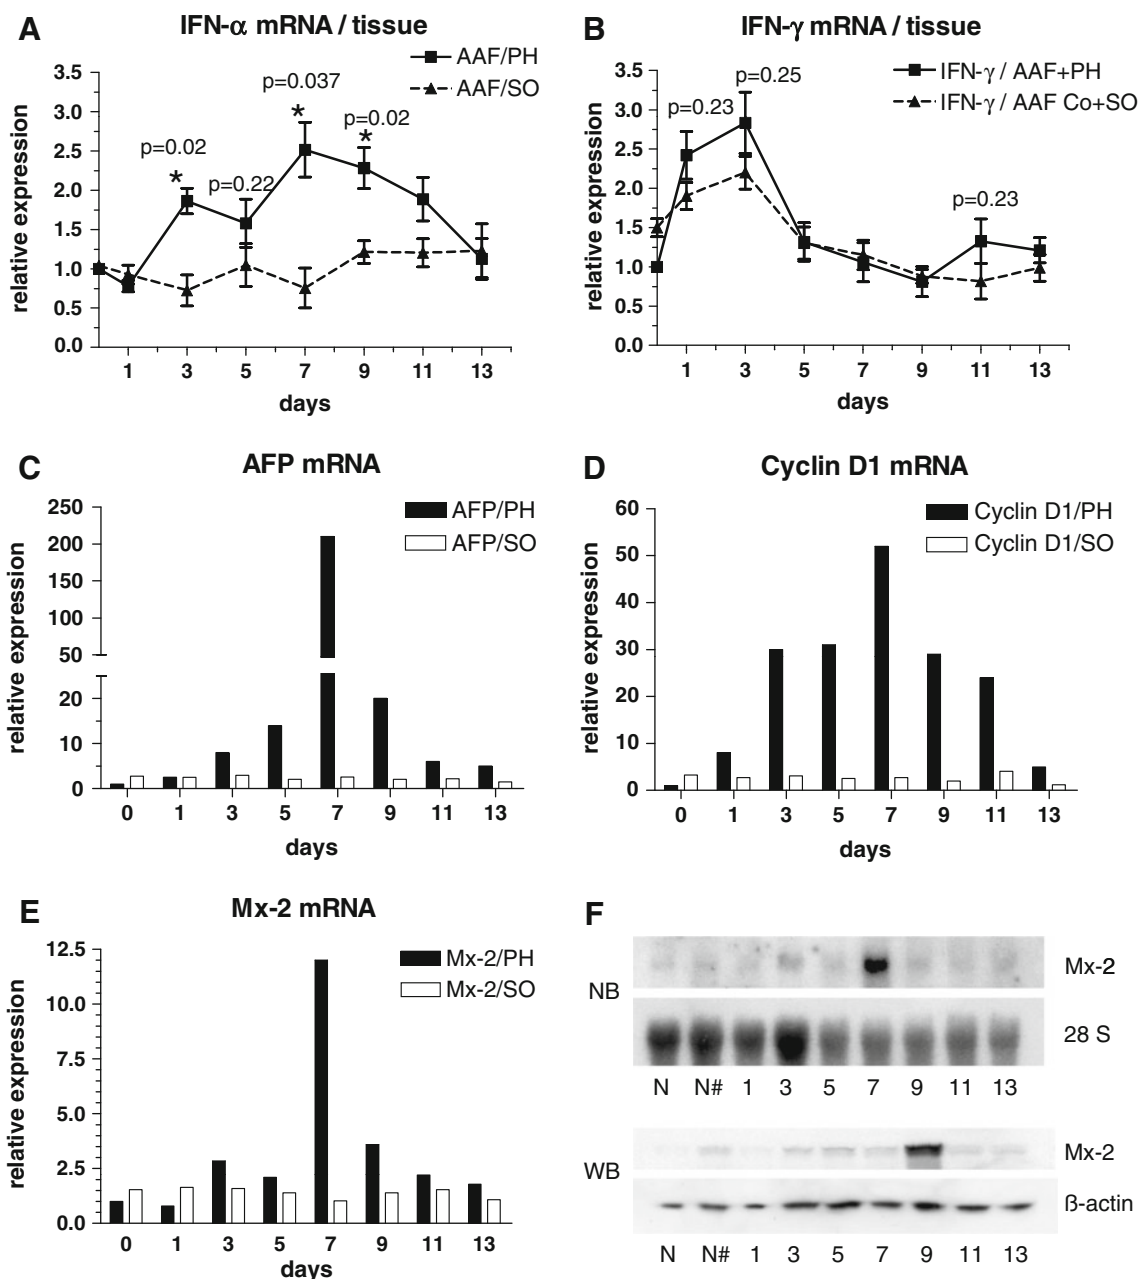 A
IFN-α mRNA / tissue
AAF/PH
AAF/SO
relative expression
3.5
3.0
2.5
2.0
1.5
1.0
0.5
0.0
p=0.02
*
p=0.22
p=0.037
*
p=0.02
*
1 3 5 7 9 11 13
days
B
IFN-γ mRNA / tissue
IFN-γ / AAF+PH
IFN-γ / AAF Co+SO
relative expression
3.5
3.0
2.5
2.0
1.5
1.0
0.5
0.0
p=0.23
p=0.25
p=0.23
1 3 5 7 9 11 13
days
C
AFP mRNA
AFP/PH
AFP/SO
relative expression
250
200
150
100
50
20
10
0
0 1 3 5 7 9 11 13
days
D
Cyclin D1 mRNA
Cyclin D1/PH
Cyclin D1/SO
relative expression
60
50
40
30
20
10
0
0 1 3 5 7 9 11 13
days
E
Mx-2 mRNA
Mx-2/PH
Mx-2/SO
relative expression
12.5
10.0
7.5
5.0
2.5
0.0
0 1 3 5 7 9 11 13
days
F
NB
Mx-2
28 S
N N# 1 3 5 7 9 11 13
WB
Mx-2
ß-actin
N N# 1 3 5 7 9 11 13